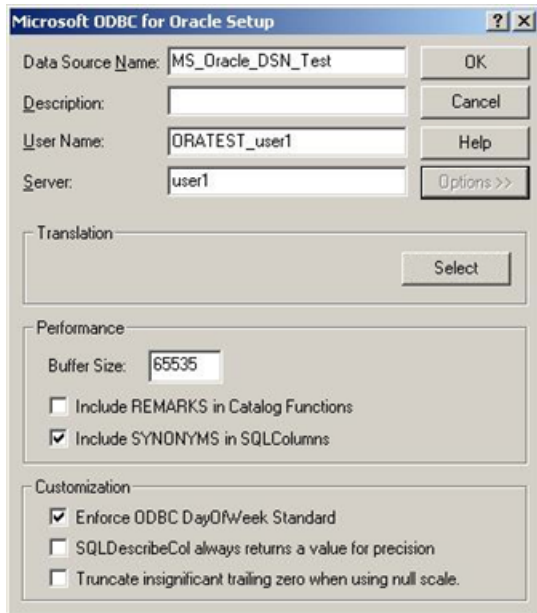 Microsoft ODBC for Oracle Setup
Data Source Name: MS_Oracle_DSN_Test OK
Description: Cancel
User Name: ORATEST_user1 Help
Server: user1 Options >>
Translation
Select
Performance
Buffer Size: 65535
Include REMARKS in Catalog Functions
Include SYNONYMS in SQLColumns
Customization
Enforce ODBC DayOfWeek Standard
SQLDescribeCol always returns a value for precision
Truncate insignificant trailing zero when using null scale.